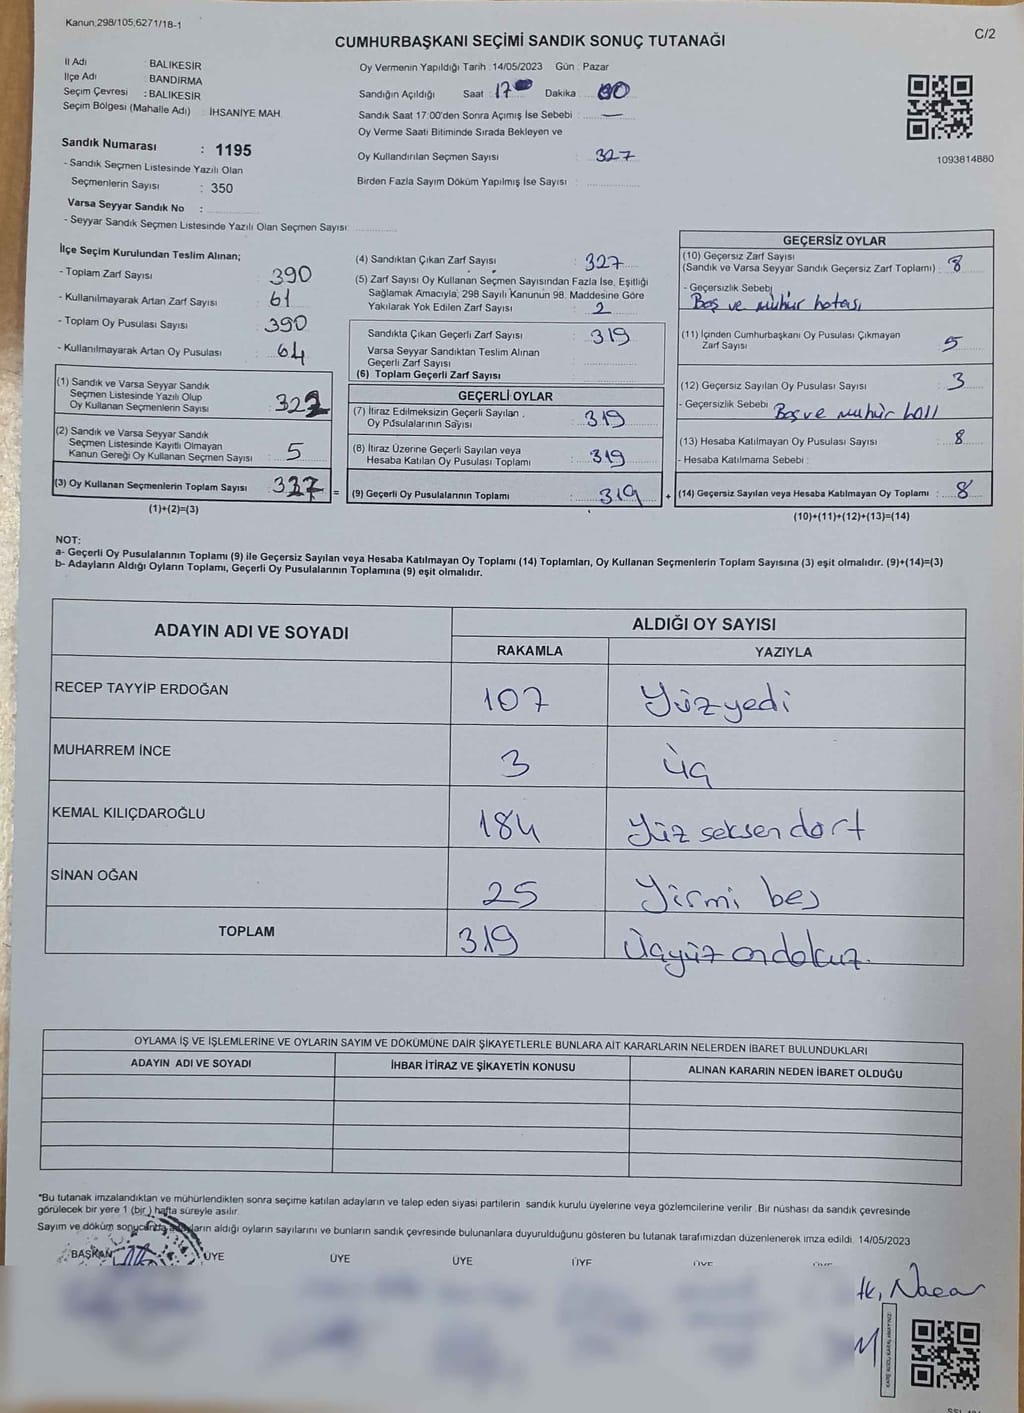 Kanun;298/105,6271/18-1
C/2
CUMHURBAŞKANI SEÇİMİ SANDIK SONUÇ TUTANAĞI
İl Adı : BALIKESİR
İlçe Adı : BANDIRMA
Seçim Çevresi : BALIKESİR
Seçim Bölgesi (Mahalle Adı) : İHSANİYE MAH.
Oy Vermenin Yapıldığı Tarih : 14/05/2023 Gün : Pazar
Sandığın Açıldığı Saat : 17 Dakika : 00
Sandık Saat 17:00'den Sonra Açımış İse Sebebi : —
Oy Verme Saati Bitiminde Sırada Bekleyen ve
Oy Kullandırılan Seçmen Sayısı : 327
Birden Fazla Sayım Döküm Yapılmış İse Sayısı :
1093814880
Sandık Numarası : 1195
- Sandık Seçmen Listesinde Yazılı Olan
Seçmenlerin Sayısı : 350
Varsa Seyyar Sandık No :
- Seyyar Sandık Seçmen Listesinde Yazılı Olan Seçmen Sayısı:
İlçe Seçim Kurulundan Teslim Alınan;
- Toplam Zarf Sayısı : 390
- Kullanılmayarak Artan Zarf Sayısı : 61
- Toplam Oy Pusulası Sayısı : 390
- Kullanılmayarak Artan Oy Pusulası : 64
(1) Sandık ve Varsa Seyyar Sandık
Seçmen Listesinde Yazılı Olup
Oy Kullanan Seçmenlerin Sayısı : 322
(2) Sandık ve Varsa Seyyar Sandık
Seçmen Listesinde Kayıtlı Olmayan
Kanun Gereği Oy Kullanan Seçmen Sayısı : 5
(3) Oy Kullanan Seçmenlerin Toplam Sayısı : 327 =
(1)+(2)=(3)
(4) Sandıktan Çıkan Zarf Sayısı : 327
(5) Zarf Sayısı Oy Kullanan Seçmen Sayısından Fazla İse, Eşitliği
Sağlamak Amacıyla; 298 Sayılı Kanunun 98. Maddesine Göre
Yakılarak Yok Edilen Zarf Sayısı : 2
Sandıkta Çıkan Geçerli Zarf Sayısı : 319
Varsa Seyyar Sandıktan Teslim Alınan
Geçerli Zarf Sayısı :
(6) Toplam Geçerli Zarf Sayısı :
GEÇERLİ OYLAR
(7) İtiraz Edilmeksizin Geçerli Sayılan
Oy Pusulalarının Sayısı : 319
(8) İtiraz Üzerine Geçerli Sayılan veya
Hesaba Katılan Oy Pusulası Toplamı : 319
(9) Geçerli Oy Pusulalarının Toplamı : 319 +
GEÇERSİZ OYLAR
(10) Geçersiz Zarf Sayısı
(Sandık ve Varsa Seyyar Sandık Geçersiz Zarf Toplamı) : 8
- Geçersizlik Sebebi
Boş ve mühür hatası
(11) İçinden Cumhurbaşkanı Oy Pusulası Çıkmayan
Zarf Sayısı : 5
(12) Geçersiz Sayılan Oy Pusulası Sayısı : 3
- Geçersizlik Sebebi : Boş ve muhür
(13) Hesaba Katılmayan Oy Pusulası Sayısı : 8
- Hesaba Katılmama Sebebi :
(14) Geçersiz Sayılan veya Hesaba Katılmayan Oy Toplamı : 8
(10)+(11)+(12)+(13)=(14)
NOT:
a- Geçerli Oy Pusulalarının Toplamı (9) ile Geçersiz Sayılan veya Hesaba Katılmayan Oy Toplamı (14) Toplamları, Oy Kullanan Seçmenlerin Toplam Sayısına (3) eşit olmalıdır. (9)+(14)=(3)
b- Adayların Aldığı Oyların Toplamı, Geçerli Oy Pusulalarının Toplamına (9) eşit olmalıdır.
ADAYIN ADI VE SOYADI
ALDIĞI OY SAYISI
RAKAMLA YAZIYLA
RECEP TAYYİP ERDOĞAN 107 Yüzyedi
MUHARREM İNCE 3 üç
KEMAL KILIÇDAROĞLU 184 Yüz seksen dört
SİNAN OĞAN 25 Yirmi beş
TOPLAM 319 Üçyüz ondokuz.
OYLAMA İŞ VE İŞLEMLERİNE VE OYLARIN SAYIM VE DÖKÜMÜNE DAİR ŞİKAYETLERLE BUNLARA AİT KARARLARIN NELERDEN İBARET BULUNDUKLARI
ADAYIN ADI VE SOYADI İHBAR İTİRAZ VE ŞİKAYETİN KONUSU ALINAN KARARIN NEDEN İBARET OLDUĞU
*Bu tutanak imzalandıktan ve mühürlendikten sonra seçime katılan adayların ve talep eden siyasi partilerin sandık kurulu üyelerine veya gözlemcilerine verilir. Bir nüshası da sandık çevresinde
görülecek bir yere 1 (bir) hafta süreyle asılır.
Sayım ve döküm sonucunda adayların aldığı oyların sayılarını ve bunların sandık çevresinde bulunanlara duyurulduğunu gösteren bu tutanak tarafımızdan düzenlenerek imza edildi. 14/05/2023
BAŞKAN ÜYE ÜYE ÜYE ÜYE